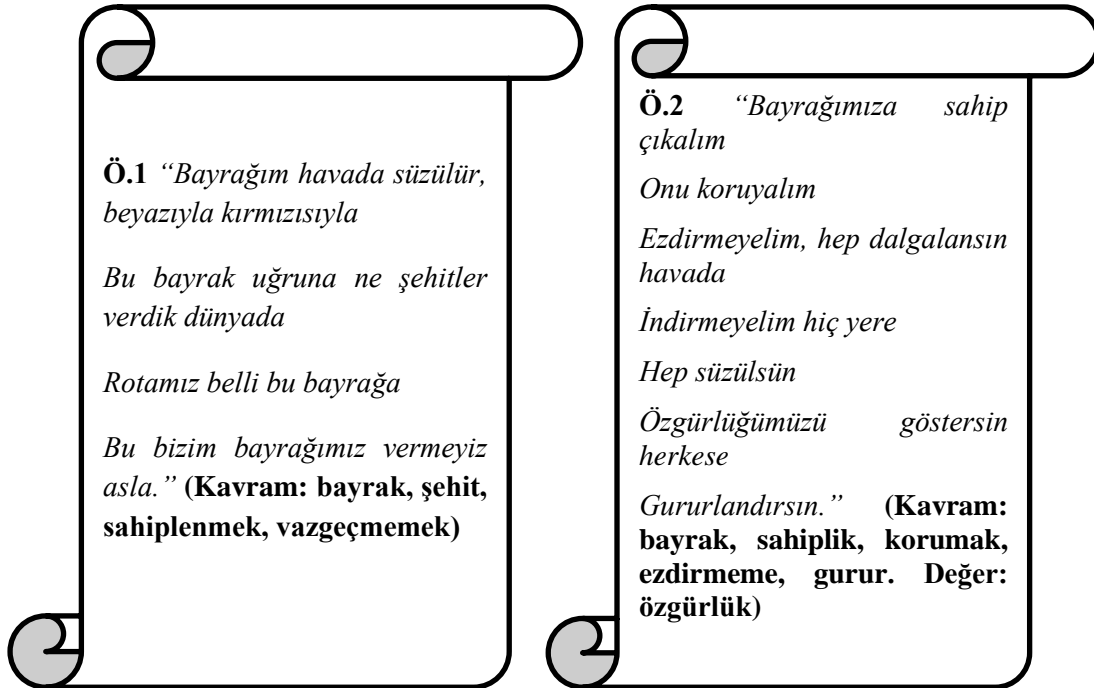 Ö.1 “Bayrağım havada süzülür,
beyazıyla kırmızısıyla
Bu bayrak uğruna ne şehitler
verdik dünyada
Rotamız belli bu bayrağa
Bu bizim bayrağımız vermeyiz
asla.” (Kavram: bayrak, şehit,
sahiplenmek, vazgeçmemek)
Ö.2 “Bayrağımıza sahip
çıkalım
Onu koruyalım
Ezdirmeyelim, hep dalgalansın
havada
İndirmeyelim hiç yere
Hep süzülsün
Özgürlüğümüzü göstersin
herkese
Gururlandırsın.” (Kavram:
bayrak, sahiplik, korumak,
ezdirmeme, gurur. Değer:
özgürlük)